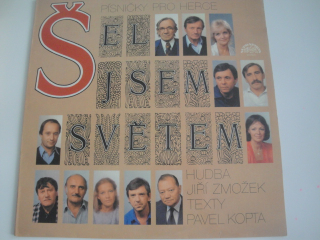 PÍSNIČKY PRO HERCE
ŠEL
JSEM
SVĚTEM
HUDBA
JIŘÍ ZMOŽEK
TEXTY
PAVEL KOPTA